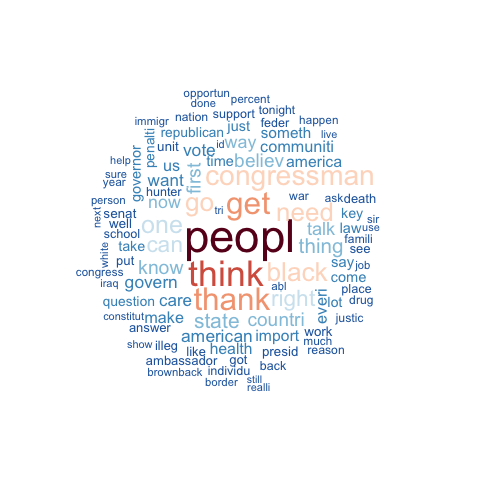 opportun
done percent
immigr nation support tonight
penalti republican just feder happen
unit vote id way someth live
governor us communiti
help time believ america
sure year want first congressman
person hunter now go get war ask death
next senat tri need key sir
well one talk law use
school peopl famili
white take can thing see
put know think black say job
congress come
iraq govern abl place
question care thank right everi lot drug
constitut make state countri justic
answer american import work
show illeg like health presid much
ambassador got reason
brownback individu back
border still
realli